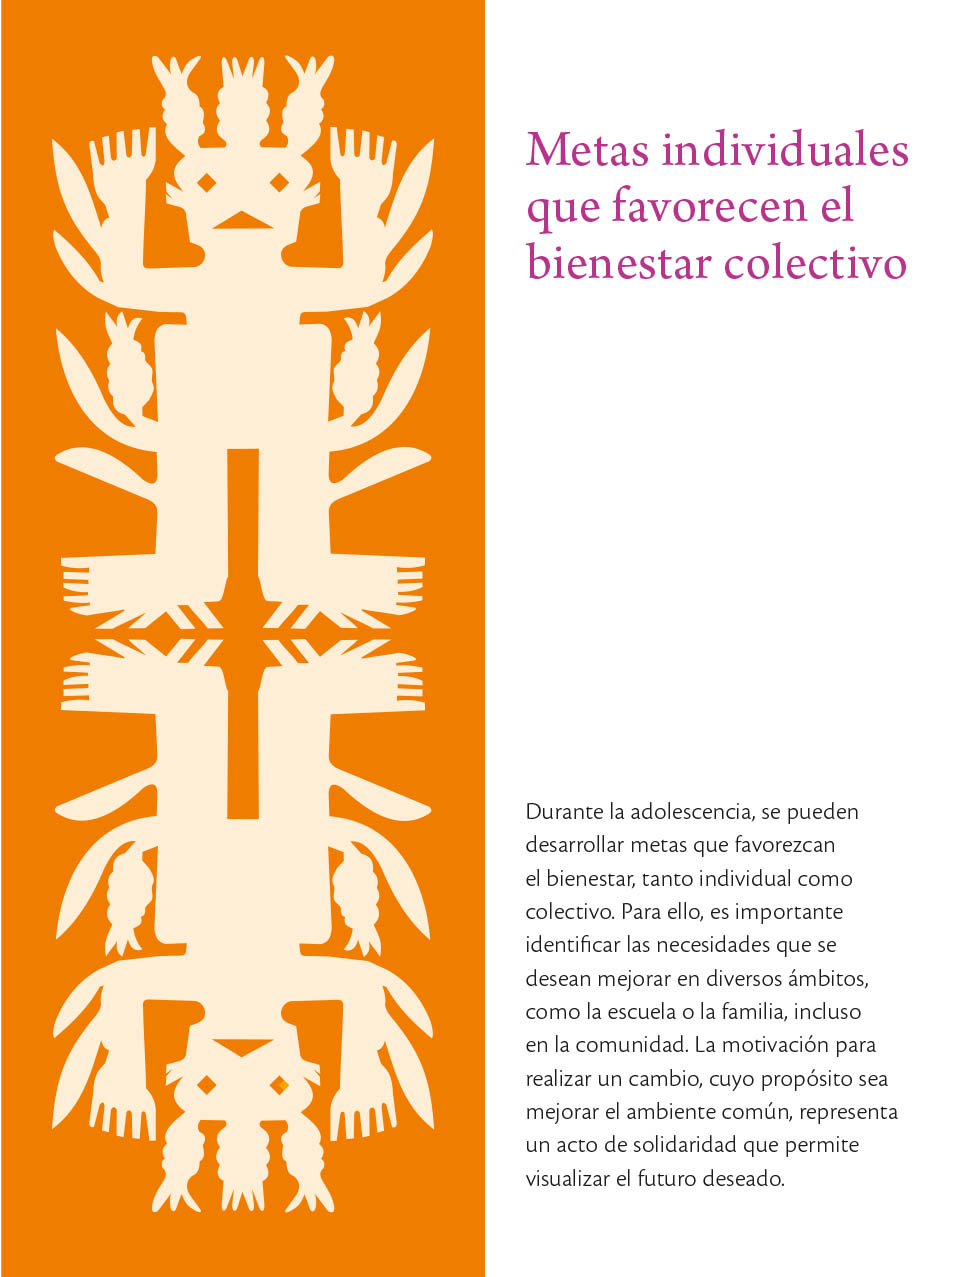 Metas individuales
que favorecen el
bienestar colectivo
Durante la adolescencia, se pueden
desarrollar metas que favorezcan
el bienestar, tanto individual como
colectivo. Para ello, es importante
identificar las necesidades que se
desean mejorar en diversos ámbitos,
como la escuela o la familia, incluso
en la comunidad. La motivación para
realizar un cambio, cuyo propósito sea
mejorar el ambiente común, representa
un acto de solidaridad que permite
visualizar el futuro deseado.